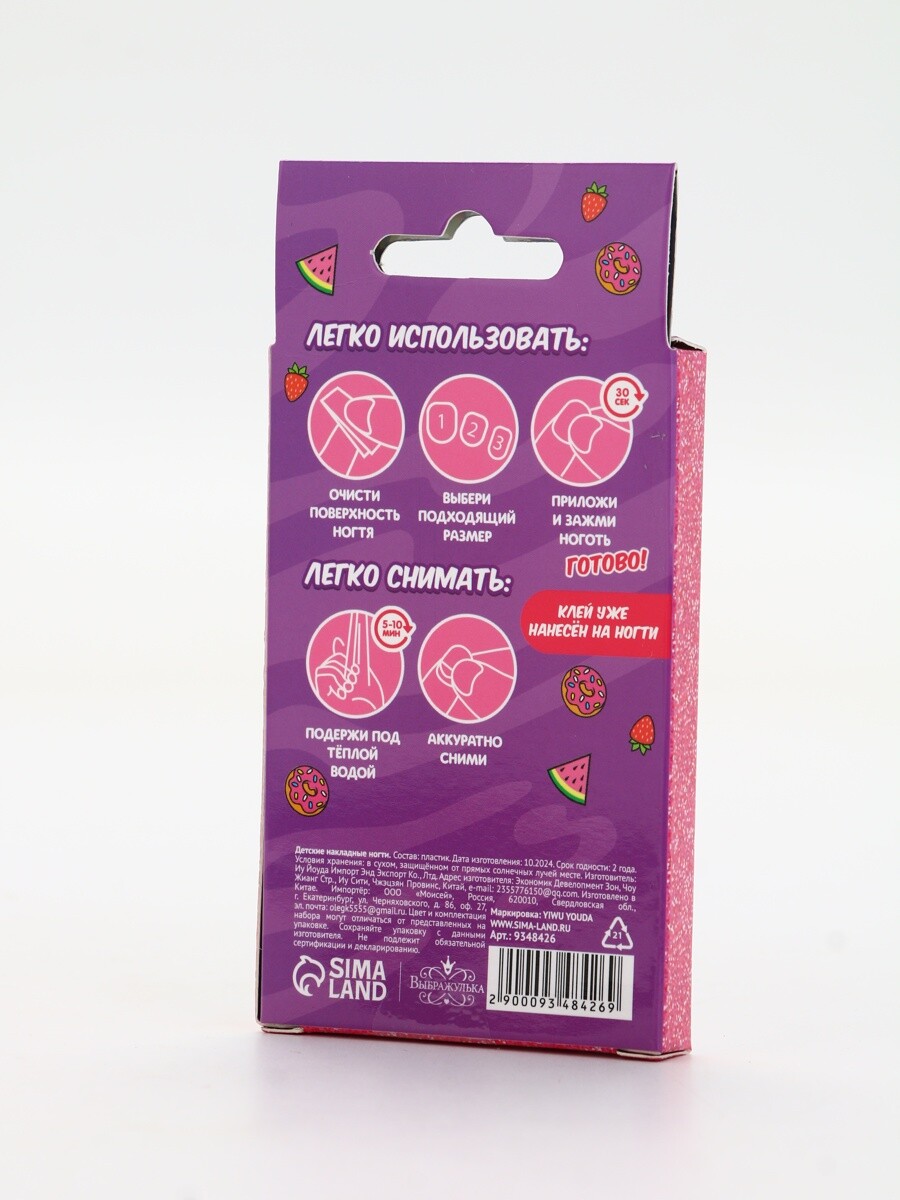 ЛЕГКО ИСПОЛЬЗОВАТЬ:
1 2 3
30
СЕК
ОЧИСТИ
ПОВЕРХНОСТЬ
НОГТЯ
ВЫБЕРИ
ПОДХОДЯЩИЙ
РАЗМЕР
ПРИЛОЖИ
И ЗАЖМИ
НОГОТЬ
ГОТОВО!
ЛЕГКО СНИМАТЬ:
КЛЕЙ УЖЕ
НАНЕСЁН НА НОГТИ
5-10
МИН
ПОДЕРЖИ ПОД
ТЁПЛОЙ
ВОДОЙ
АККУРАТНО
СНИМИ
Детские накладные ногти. Состав: пластик. Дата изготовления: 10.2024. Срок годности: 2 года.
Условия хранения: в сухом, защищённом от прямых солнечных лучей месте. Изготовитель:
Иу Йоуда Импорт Энд Экспорт Ко., Лтд. Адрес изготовителя: Экономик Девелопмент Зон, Чоу
Жианг Стр., Иу Сити, Чжэцзян Провинс, Китай, e-mail: 2355776150@qq.com. Изготовлено в
Китае. Импортёр: ООО «Моисей», Россия, 620010, Свердловская обл.,
г. Екатеринбург, ул. Черняховского, д. 86, оф. 27,
эл. почта: olegk5555@gmail.ru. Цвет и комплектация
набора могут отличаться от представленных на
упаковке. Сохраняйте упаковку с данными
изготовителя. Не подлежит обязательной
сертификации и декларированию.
Маркировка: YIWU YOUDA
WWW.SIMA-LAND.RU
Арт.: 9348426
21
SIMA
LAND
ВЫБРАЖУЛЬКА
2 900093 484269